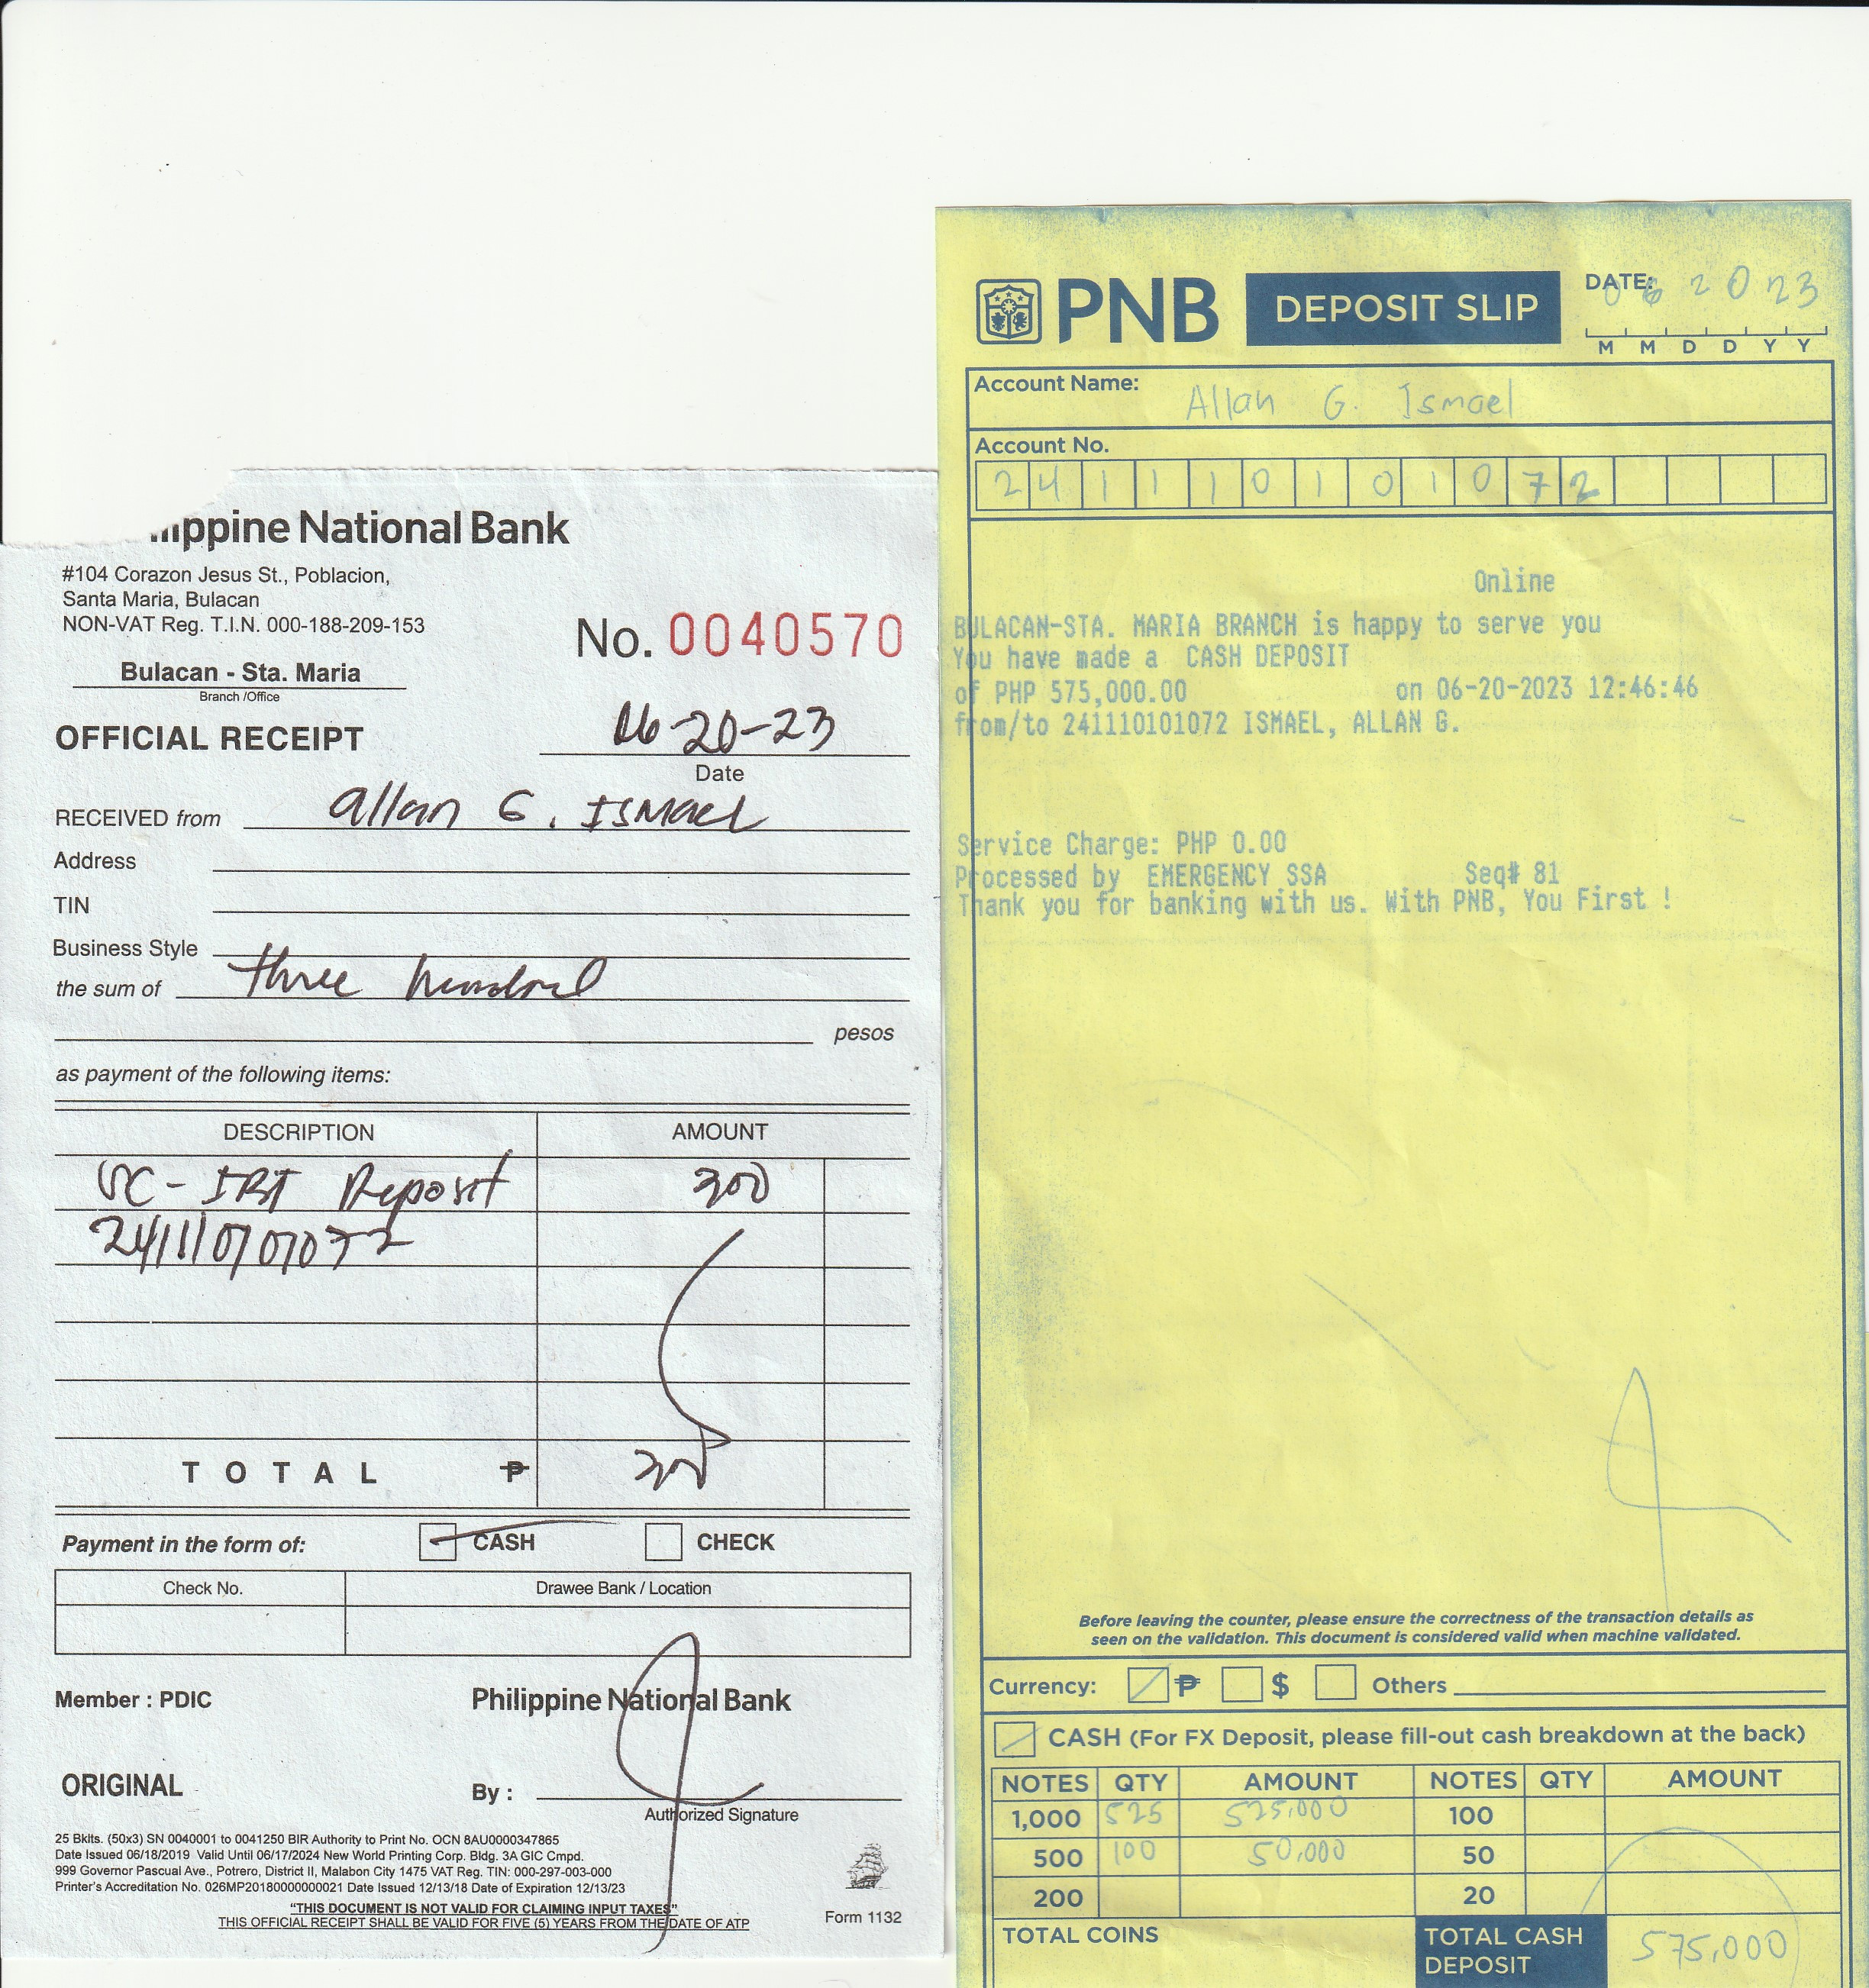 ippine National Bank
#104 Corazon Jesus St., Poblacion,
Santa Maria, Bulacan
NON-VAT Reg. T.I.N. 000-188-209-153
No. 0040570
Bulacan - Sta. Maria
Branch /Office
OFFICIAL RECEIPT
06-20-23
Date
RECEIVED from Allan G. Ismael
Address
TIN
Business Style
the sum of three hundred
pesos
as payment of the following items:
DESCRIPTION AMOUNT
SC - IBT Deposit 300
241110101072
TOTAL ₱ 300
Payment in the form of: CASH CHECK
Check No. Drawee Bank / Location
Member : PDIC Philippine National Bank
ORIGINAL By :
Authorized Signature
25 Bklts. (50x3) SN 0040001 to 0041250 BIR Authority to Print No. OCN 8AU0000347865
Date Issued 06/18/2019 Valid Until 06/17/2024 New World Printing Corp. Bldg. 3A GIC Cmpd.
999 Governor Pascual Ave., Potrero, District II, Malabon City 1475 VAT Reg. TIN: 000-297-003-000
Printer's Accreditation No. 026MP20180000000021 Date Issued 12/13/18 Date of Expiration 12/13/23
"THIS DOCUMENT IS NOT VALID FOR CLAIMING INPUT TAXES"
THIS OFFICIAL RECEIPT SHALL BE VALID FOR FIVE (5) YEARS FROM THE DATE OF ATP
Form 1132
PNB DEPOSIT SLIP DATE: 0 6 2 0 2 3
M M D D Y Y
Account Name: Allan G. Ismael
Account No.
2 4 1 1 1 0 1 0 1 0 7 2
Online
BULACAN-STA. MARIA BRANCH is happy to serve you
You have made a CASH DEPOSIT
of PHP 575,000.00 on 06-20-2023 12:46:46
from/to 241110101072 ISMAEL, ALLAN G.
Service Charge: PHP 0.00
Processed by EMERGENCY SSA Seq# 81
Thank you for banking with us. With PNB, You First !
Before leaving the counter, please ensure the correctness of the transaction details as
seen on the validation. This document is considered valid when machine validated.
Currency: ₱ $ Others
CASH (For FX Deposit, please fill-out cash breakdown at the back)
NOTES QTY AMOUNT NOTES QTY AMOUNT
1,000 525 525,000 100
500 100 50,000 50
200 20
TOTAL COINS TOTAL CASH
DEPOSIT 575,000